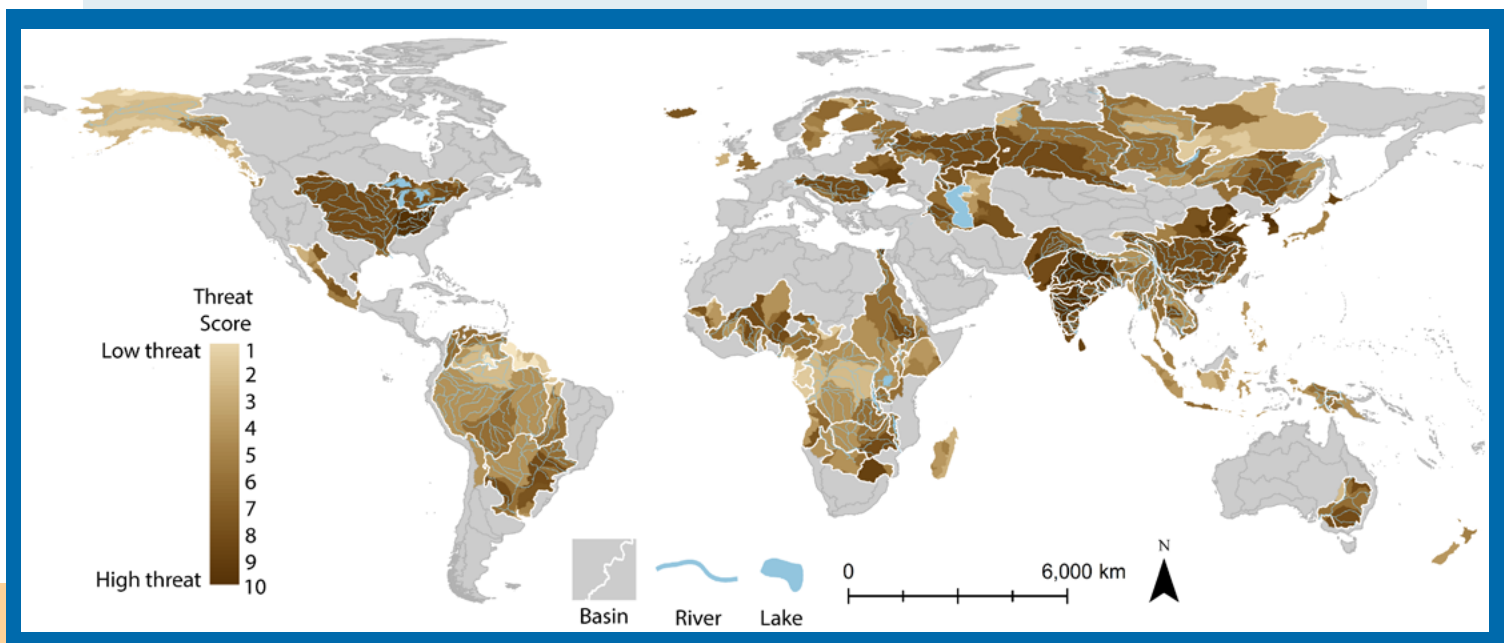 Threat
Score
Low threat
1
2
3
4
5
6
7
8
9
10
High threat
Basin
River
Lake
0
6,000 km
N